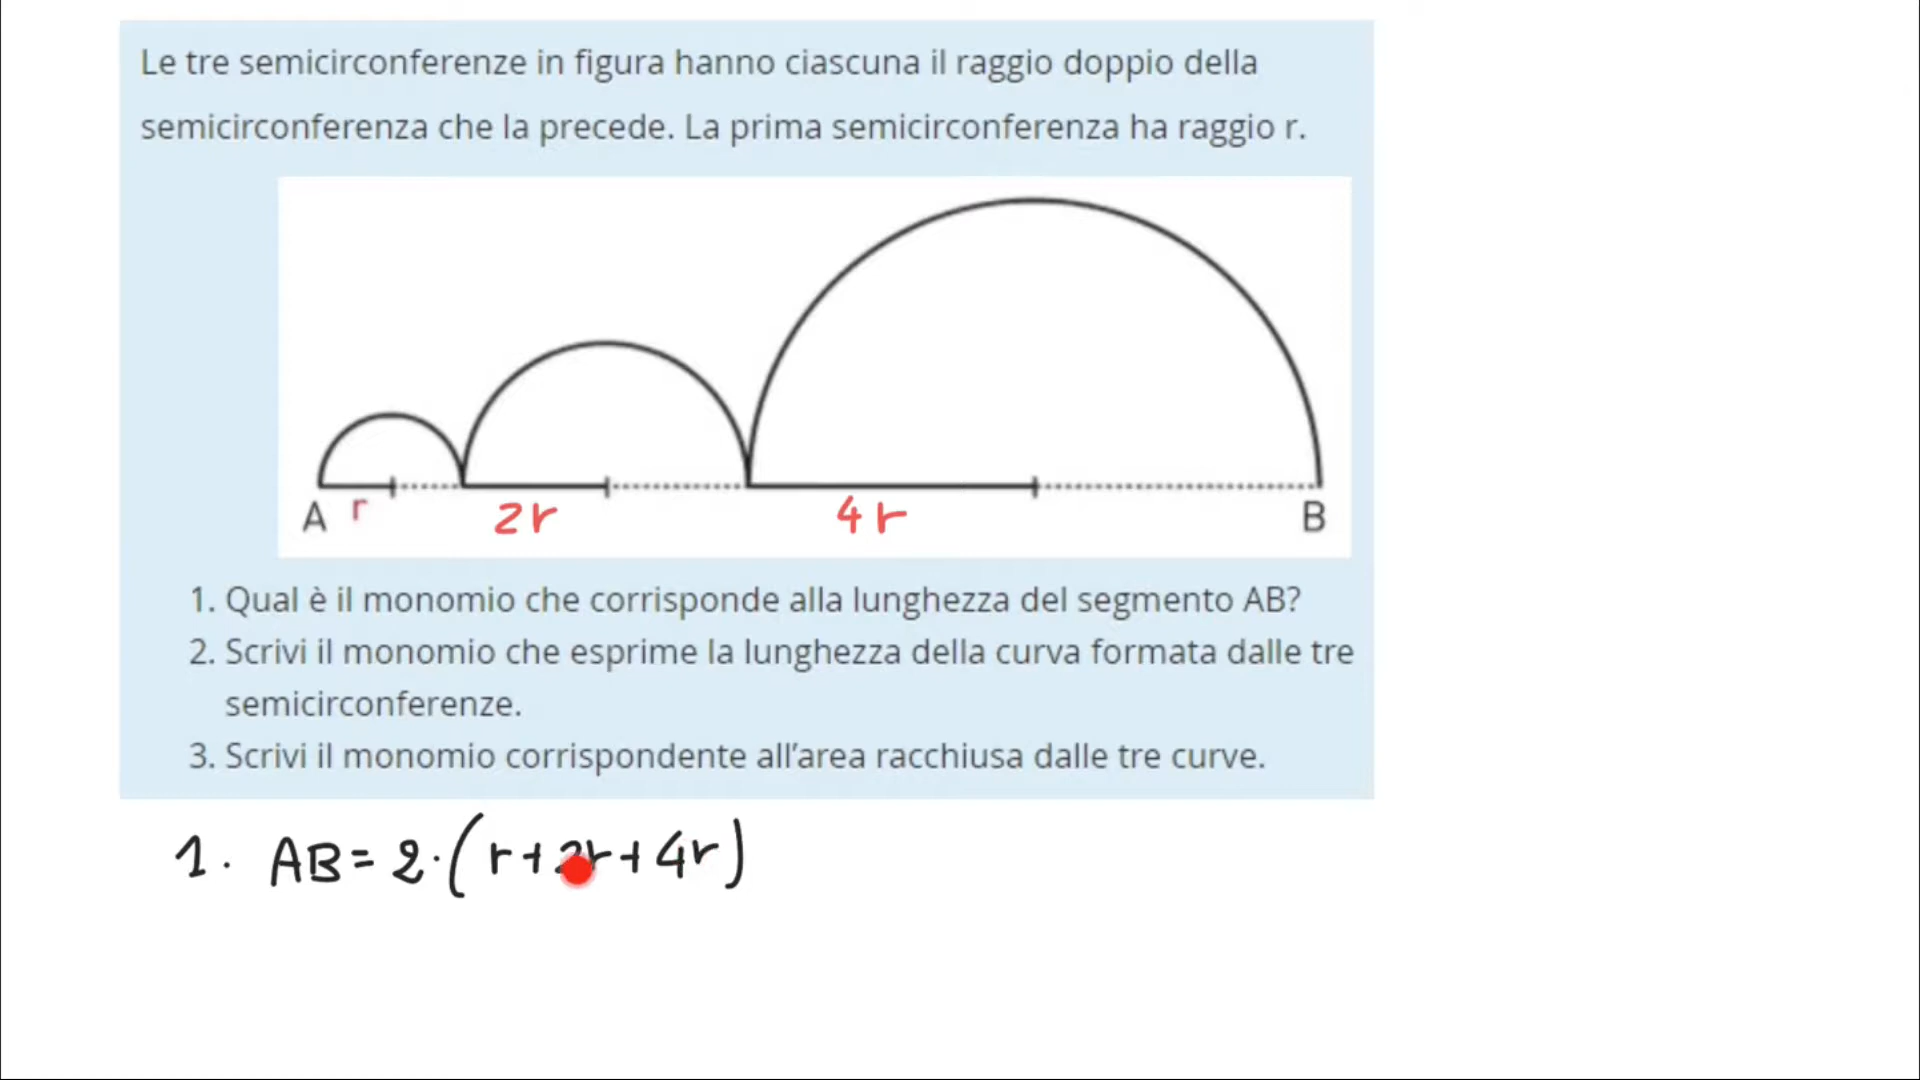 Le tre semicirconferenze in figura hanno ciascuna il raggio doppio della
semicirconferenza che la precede. La prima semicirconferenza ha raggio r.
A r 2r 4r B
1. Qual è il monomio che corrisponde alla lunghezza del segmento AB?
2. Scrivi il monomio che esprime la lunghezza della curva formata dalle tre
semicirconferenze.
3. Scrivi il monomio corrispondente all’area racchiusa dalle tre curve.
1. AB = 2·(r+2r+4r)